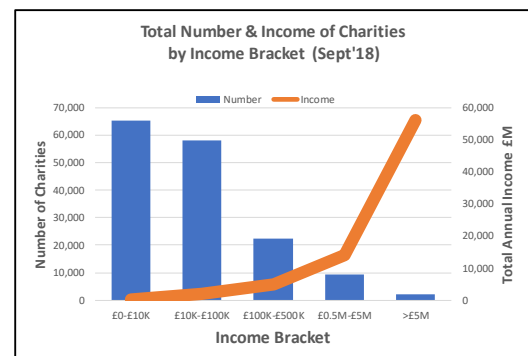 Total Number & Income of Charities
by Income Bracket (Sept'18)
Number Income
70,000
60,000
50,000
40,000
30,000
20,000
10,000
0
Number of Charities
60,000
50,000
40,000
30,000
20,000
10,000
0
Total Annual Income £M
£0-£10K £10K-£100K £100K-£500K £0.5M-£5M >£5M
Income Bracket